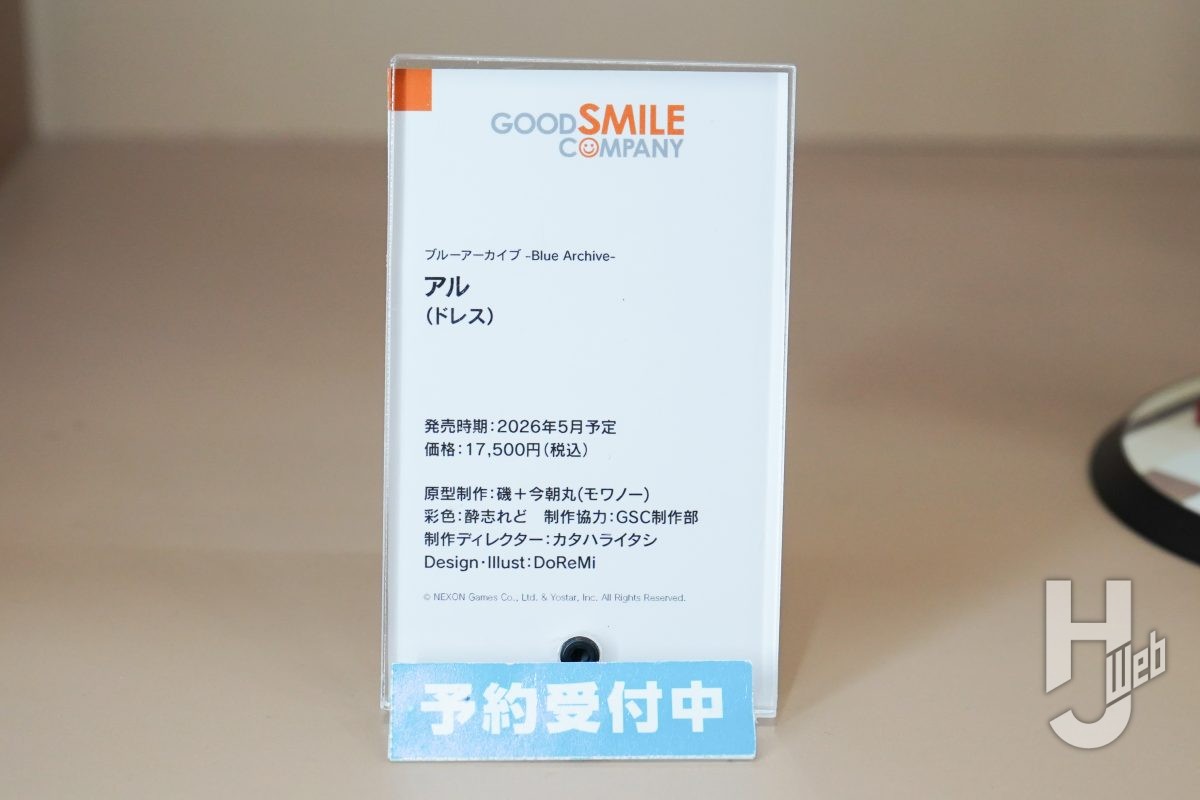 GOODSMILE
COMPANY
ブルーアーカイブ -Blue Archive-
アル
（ドレス）
発売時期：2026年5月予定
価格：17,500円（税込）
原型制作：磯＋今朝丸(モワノー)
彩色：酔志れど　制作協力：GSC制作部
制作ディレクター：カタハライタシ
Design･Illust：DoReMi
© NEXON Games Co., Ltd. & Yostar, Inc. All Rights Reserved.
予約受付中
HJ Web